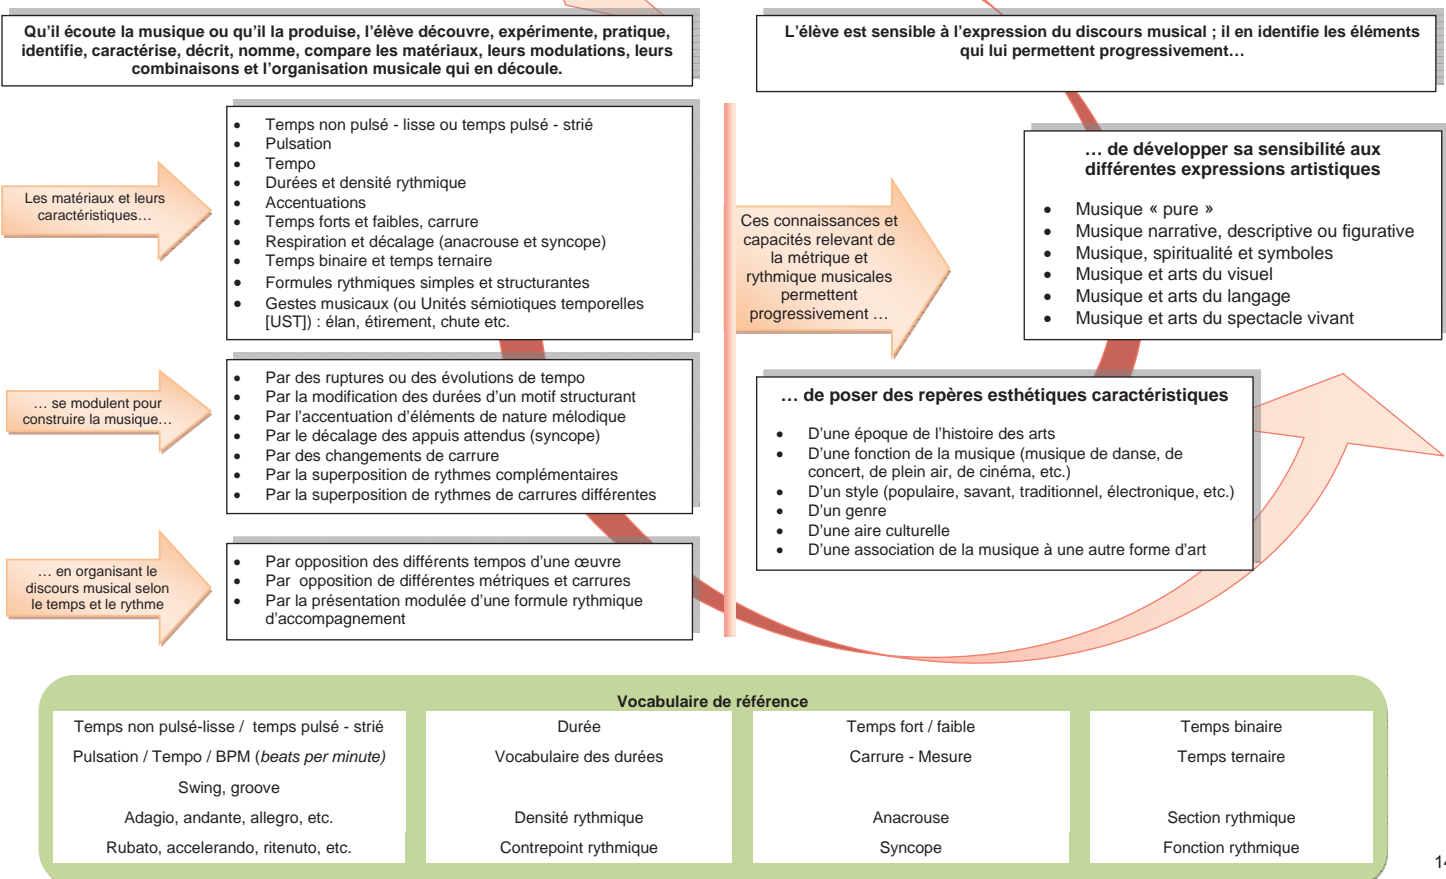 Qu'il écoute la musique ou qu'il la produise, l'élève découvre, expérimente, pratique,
identifie, caractérise, décrit, nomme, compare les matériaux, leurs modulations, leurs
combinaisons et l'organisation musicale qui en découle.
L'élève est sensible à l'expression du discours musical ; il en identifie les éléments
qui lui permettent progressivement…
Les matériaux et leurs
caractéristiques…
• Temps non pulsé - lisse ou temps pulsé - strié
• Pulsation
• Tempo
• Durées et densité rythmique
• Accentuations
• Temps forts et faibles, carrure
• Respiration et décalage (anacrouse et syncope)
• Temps binaire et temps ternaire
• Formules rythmiques simples et structurantes
• Gestes musicaux (ou Unités sémiotiques temporelles
[UST]) : élan, étirement, chute etc.
… se modulent pour
construire la musique…
• Par des ruptures ou des évolutions de tempo
• Par la modification des durées d'un motif structurant
• Par l'accentuation d'éléments de nature mélodique
• Par le décalage des appuis attendus (syncope)
• Par des changements de carrure
• Par la superposition de rythmes complémentaires
• Par la superposition de rythmes de carrures différentes
… en organisant le
discours musical selon
le temps et le rythme
• Par opposition des différents tempos d'une œuvre
• Par opposition de différentes métriques et carrures
• Par la présentation modulée d'une formule rythmique
d'accompagnement
Ces connaissances et
capacités relevant de
la métrique et
rythmique musicales
permettent
progressivement …
… de développer sa sensibilité aux
différentes expressions artistiques
• Musique « pure »
• Musique narrative, descriptive ou figurative
• Musique, spiritualité et symboles
• Musique et arts du visuel
• Musique et arts du langage
• Musique et arts du spectacle vivant
… de poser des repères esthétiques caractéristiques
• D'une époque de l'histoire des arts
• D'une fonction de la musique (musique de danse, de
concert, de plein air, de cinéma, etc.)
• D'un style (populaire, savant, traditionnel, électronique, etc.)
• D'un genre
• D'une aire culturelle
• D'une association de la musique à une autre forme d'art
Vocabulaire de référence
Temps non pulsé-lisse / temps pulsé - strié
Durée
Temps fort / faible
Temps binaire
Pulsation / Tempo / BPM (beats per minute)
Vocabulaire des durées
Carrure - Mesure
Temps ternaire
Swing, groove
Adagio, andante, allegro, etc.
Densité rythmique
Anacrouse
Section rythmique
Rubato, accelerando, ritenuto, etc.
Contrepoint rythmique
Syncope
Fonction rythmique